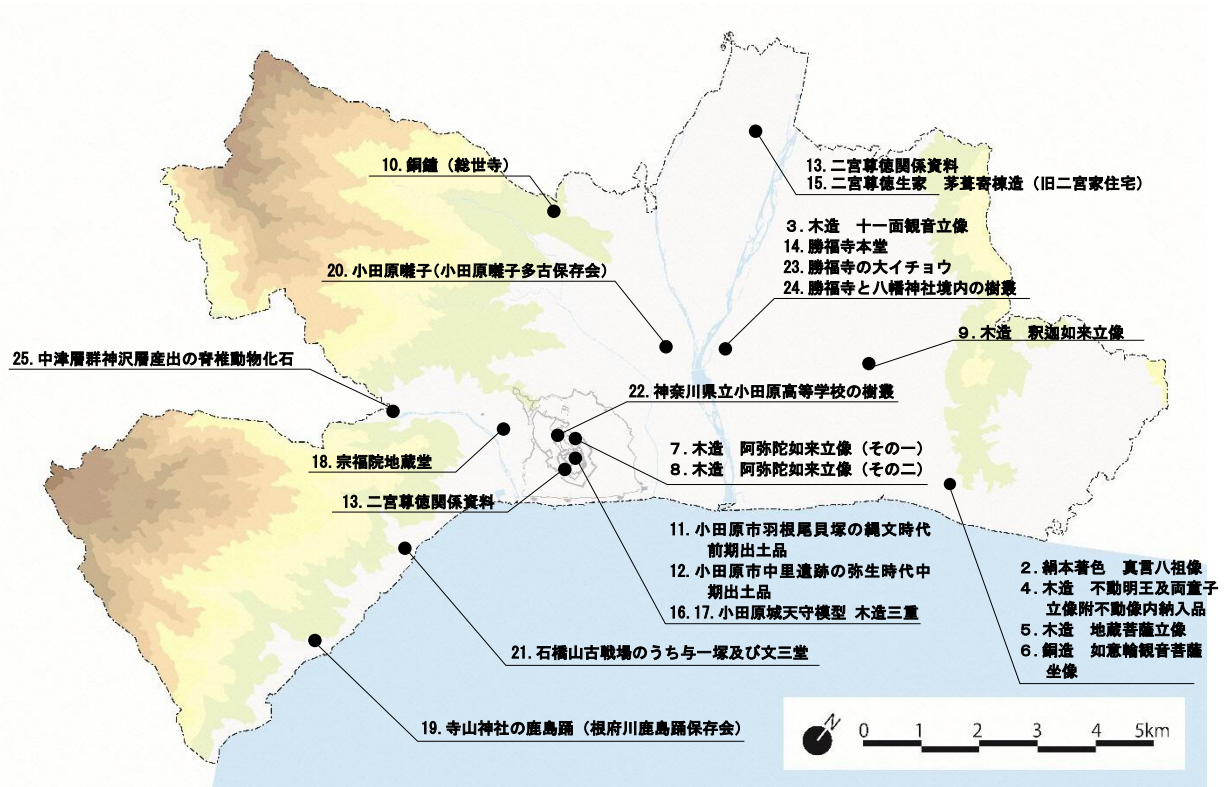 10.銅鐘（総世寺）
13.二宮尊徳関係資料
15.二宮尊徳生家　茅葺寄棟造（旧二宮家住宅）
3.木造　十一面観音立像
14.勝福寺本堂
23.勝福寺の大イチョウ
24.勝福寺と八幡神社境内の樹叢
20.小田原囃子（小田原囃子多古保存会）
9.木造　釈迦如来立像
25.中津層群神沢層産出の脊椎動物化石
22.神奈川県立小田原高等学校の樹叢
7.木造　阿弥陀如来立像（その一）
8.木造　阿弥陀如来立像（その二）
18.宗福院地蔵堂
13.二宮尊徳関係資料
11.小田原市羽根尾貝塚の縄文時代
前期出土品
12.小田原市中里遺跡の弥生時代中
期出土品
16.17.小田原城天守模型 木造三重
2.絹本著色　真言八祖像
4.木造　不動明王及両童子
立像附不動像内納入品
5.木造　地蔵菩薩立像
6.銅造　如意輪観音菩薩
坐像
21.石橋山古戦場のうち与一塚及び文三堂
19.寺山神社の鹿島踊（根府川鹿島踊保存会）
N
0 1 2 3 4 5km